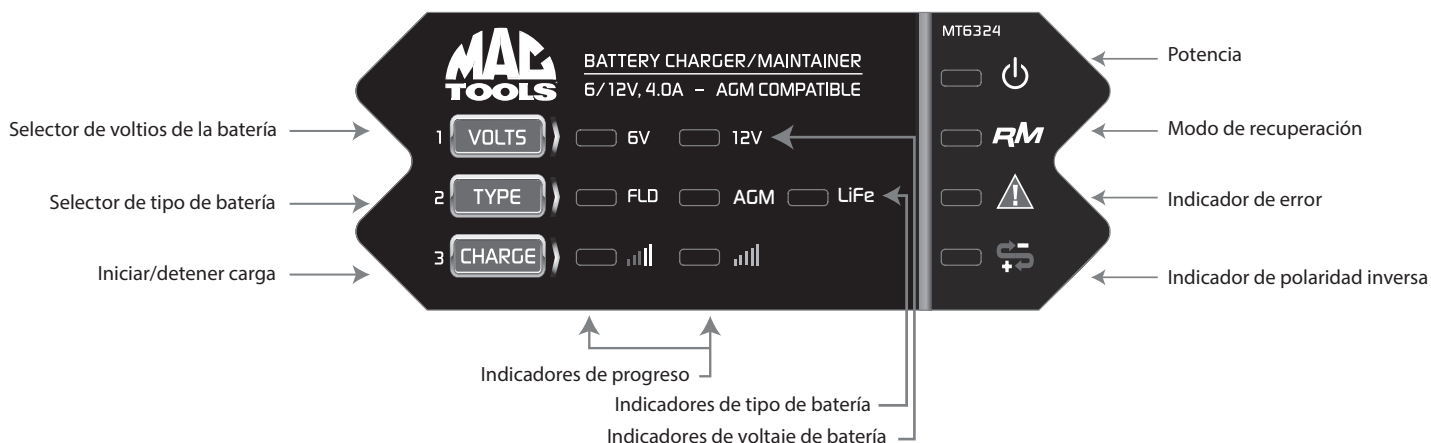 MT6324
MAC
TOOLS
BATTERY CHARGER/MAINTAINER
6/12V, 4.0A – AGM COMPATIBLE
Potencia
Selector de voltios de la batería
1 VOLTS 6V 12V
RM
Modo de recuperación
Selector de tipo de batería
2 TYPE FLD AGM LiFe
Indicador de error
Iniciar/detener carga
3 CHARGE
Indicador de polaridad inversa
Indicadores de progreso
Indicadores de tipo de batería
Indicadores de voltaje de batería